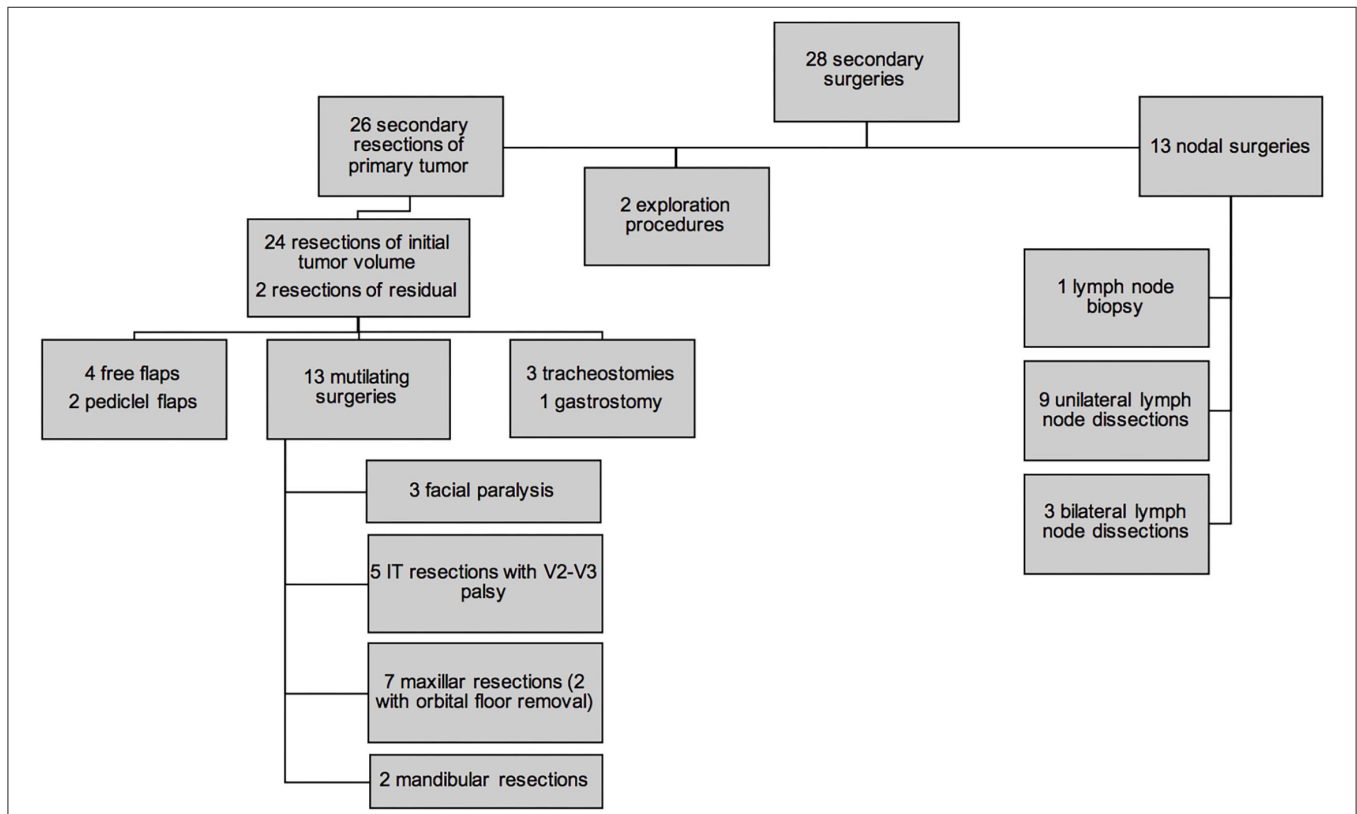 28 secondary
surgeries
26 secondary
resections of
primary tumor
2 exploration
procedures
13 nodal surgeries
24 resections of initial
tumor volume
2 resections of residual
4 free flaps
2 pediclel flaps
13 mutilating
surgeries
3 tracheostomies
1 gastrostomy
3 facial paralysis
5 IT resections with V2-V3
palsy
7 maxillar resections (2
with orbital floor removal)
2 mandibular resections
1 lymph node
biopsy
9 unilateral lymph
node dissections
3 bilateral lymph
node dissections